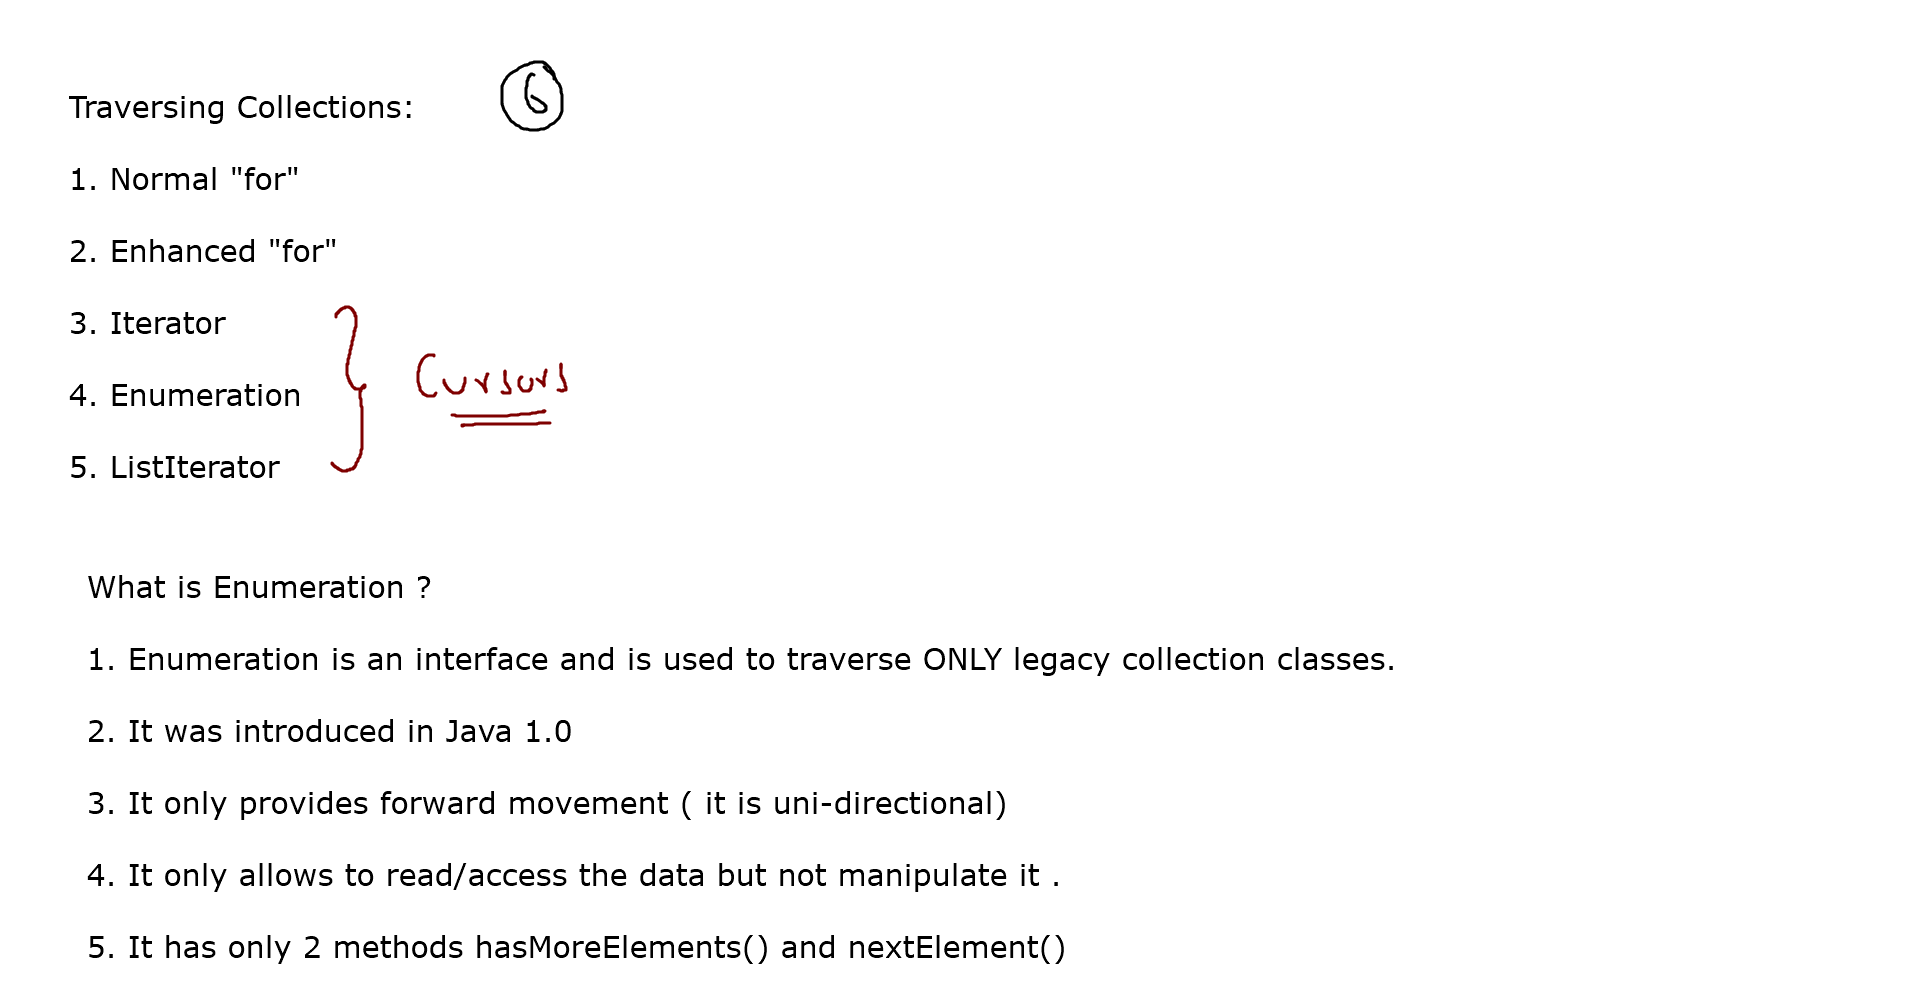 Traversing Collections: 6
1. Normal "for"
2. Enhanced "for"
3. Iterator
Cursors
4. Enumeration
5. ListIterator
What is Enumeration ?
1. Enumeration is an interface and is used to traverse ONLY legacy collection classes.
2. It was introduced in Java 1.0
3. It only provides forward movement ( it is uni-directional)
4. It only allows to read/access the data but not manipulate it .
5. It has only 2 methods hasMoreElements() and nextElement()